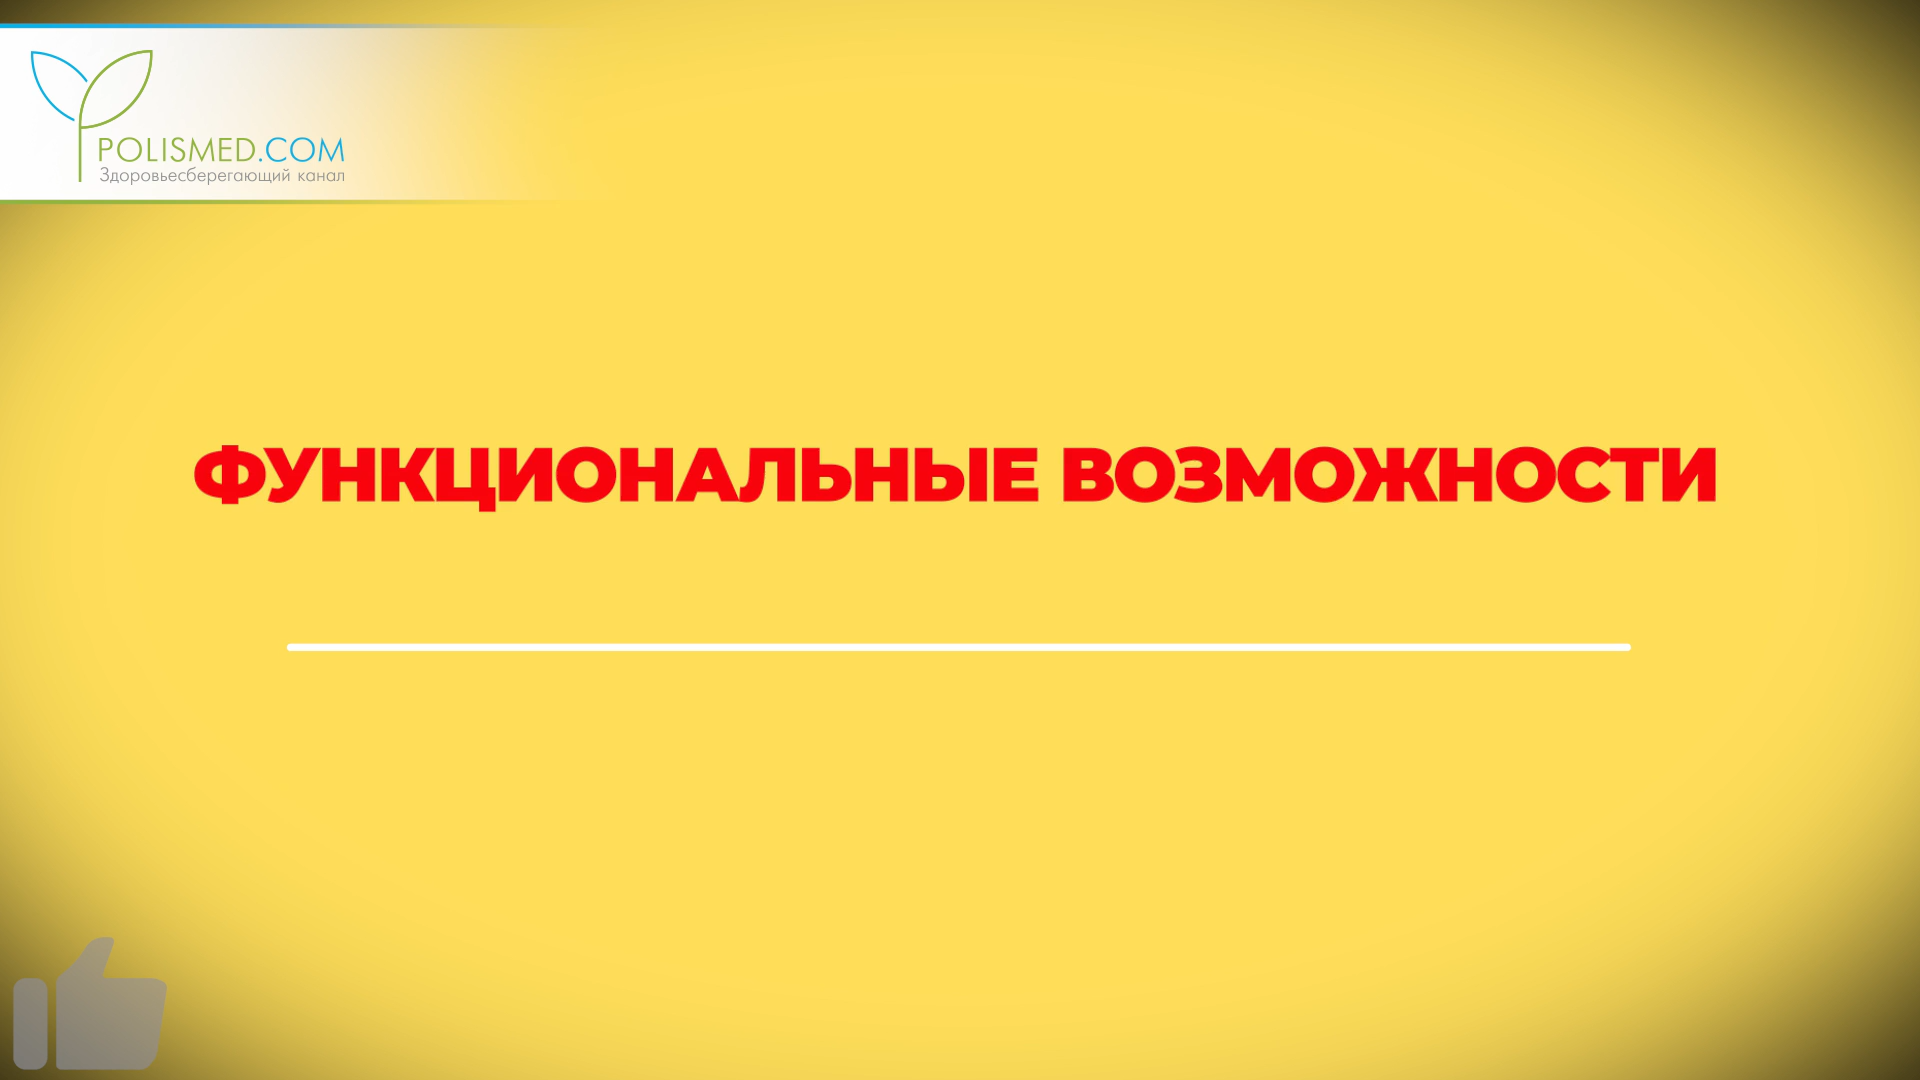 POLISMED.COM
Здоровьесберегающий канал
ФУНКЦИОНАЛЬНЫЕ ВОЗМОЖНОСТИ